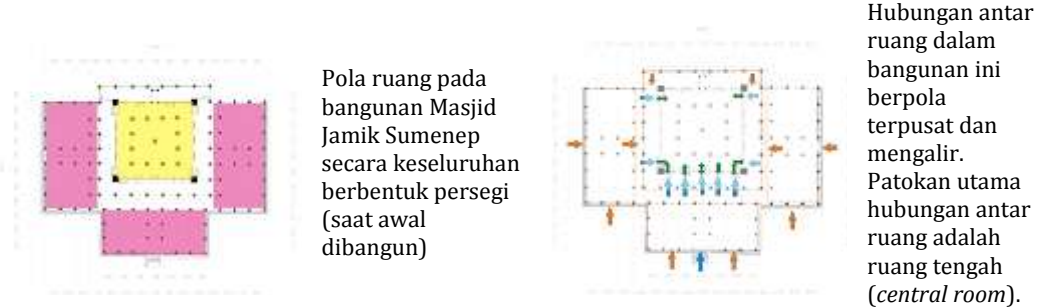 Pola ruang pada
bangunan Masjid
Jamik Sumenep
secara keseluruhan
berbentuk persegi
(saat awal
dibangun)
Hubungan antar
ruang dalam
bangunan ini
berpola
terpusat dan
mengalir.
Patokan utama
hubungan antar
ruang adalah
ruang tengah
(central room).